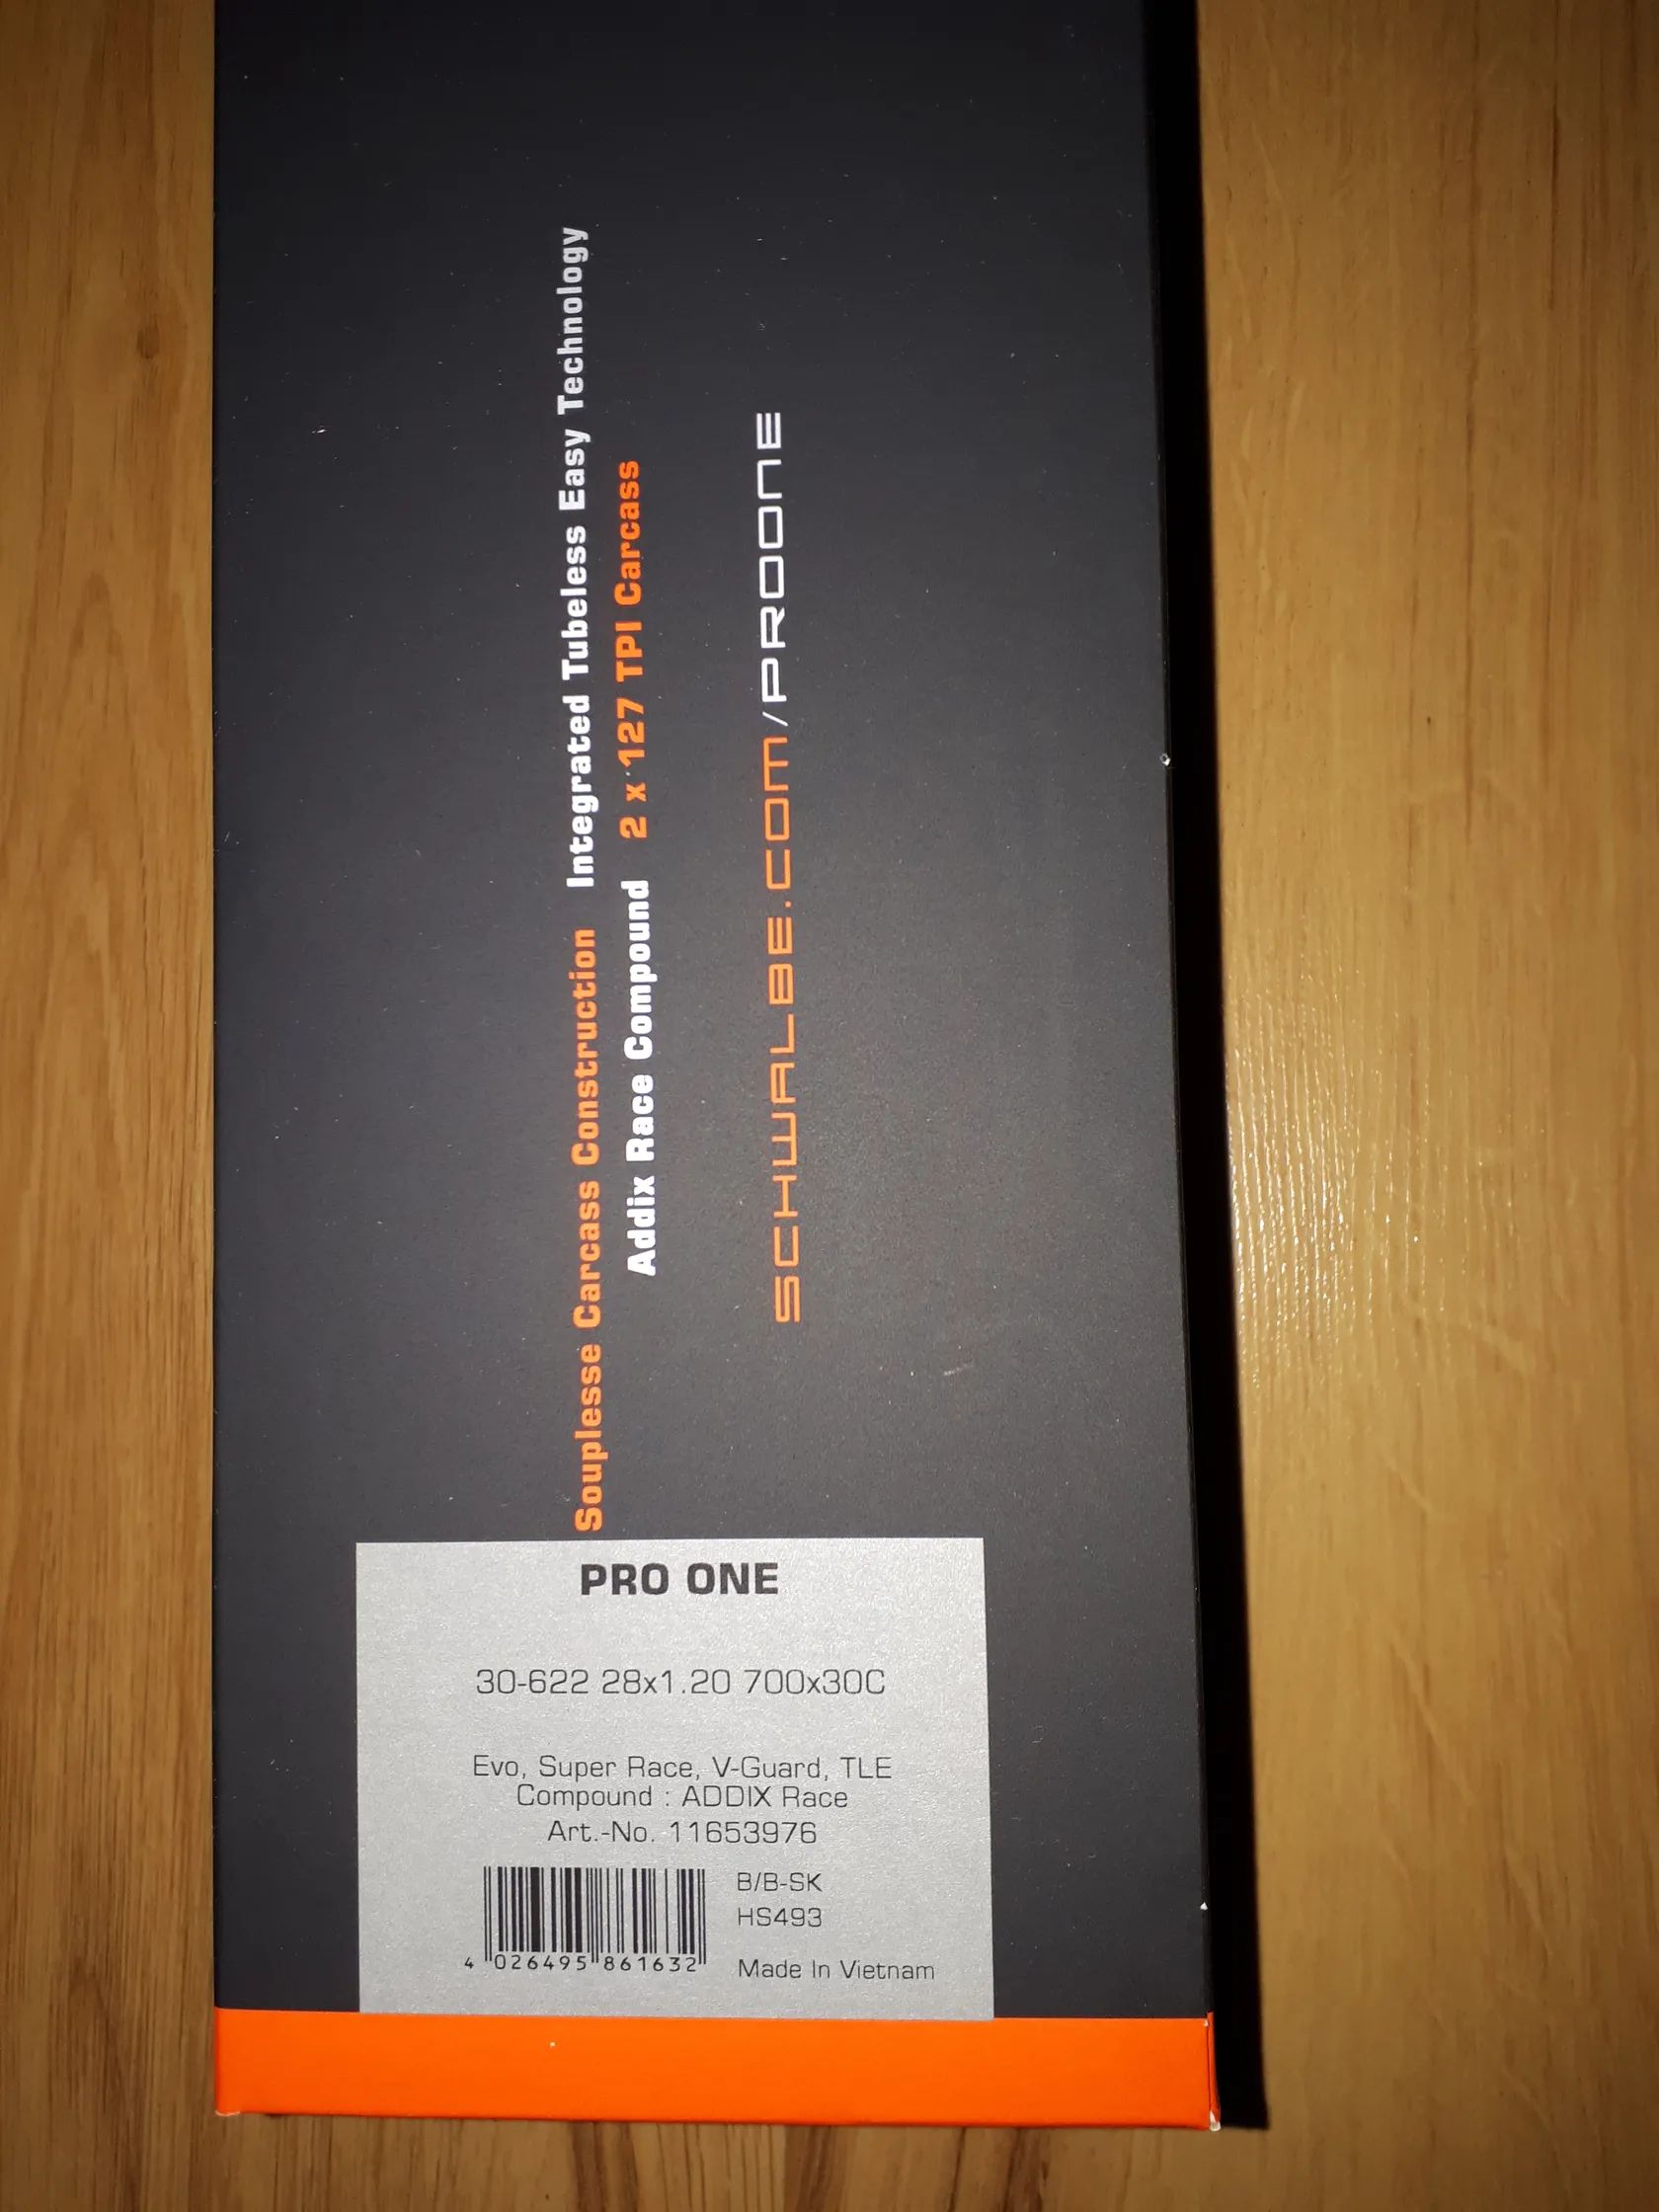 Souplesse Carcass Construction Integrated Tubeless Easy Technology
Addix Race Compound 2 x 127 TPI Carcass
SCHWALBE.COM/PROONE
PRO ONE
30-622 28x1.20 700x30C
Evo, Super Race, V-Guard, TLE
Compound : ADDIX Race
Art.-No. 11653976
B/B-SK
HS493
4 026495 861632
Made In Vietnam